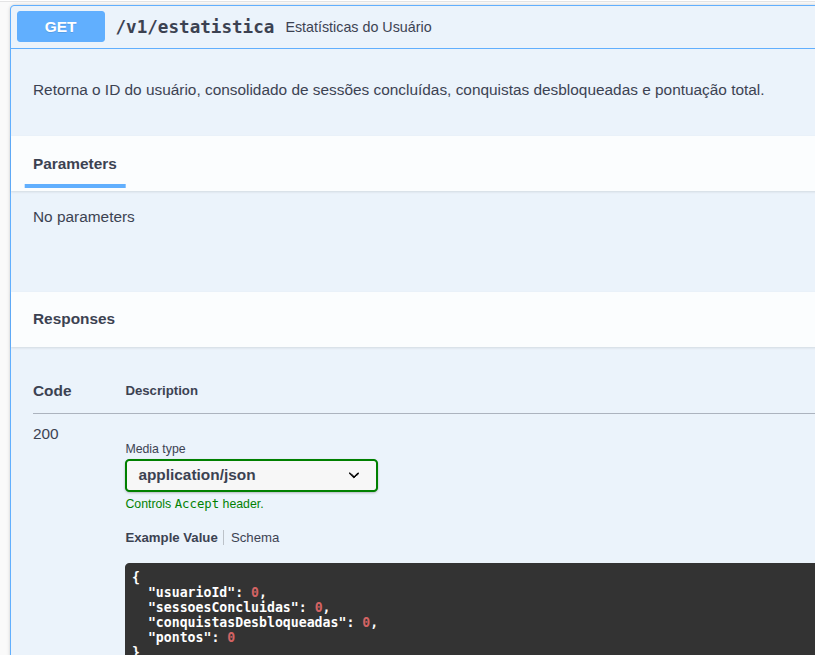 GET /v1/estatistica Estatísticas do Usuário
Retorna o ID do usuário, consolidado de sessões concluídas, conquistas desbloqueadas e pontuação total.
Parameters
No parameters
Responses
Code Description
200
Media type
application/json
Controls Accept header.
Example Value Schema
{
"usuarioId": 0,
"sessoesConcluidas": 0,
"conquistasDesbloqueadas": 0,
"pontos": 0
}